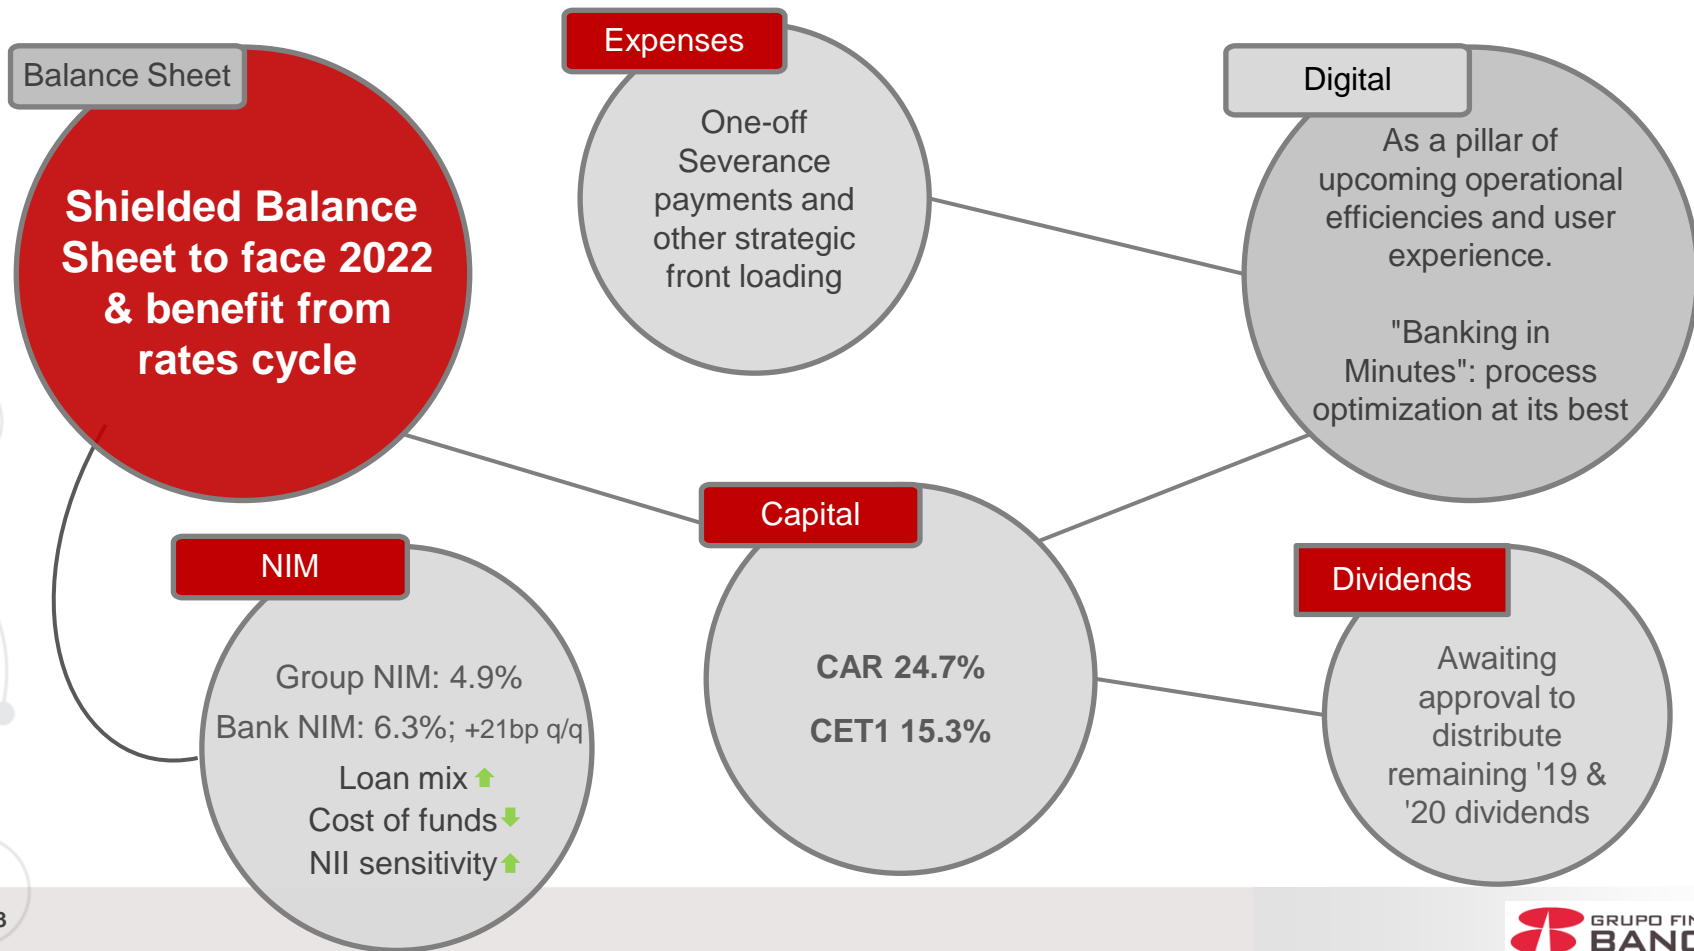 Balance Sheet
Shielded Balance
Sheet to face 2022
& benefit from
rates cycle
Expenses
One-off
Severance
payments and
other strategic
front loading
Digital
As a pillar of
upcoming operational
efficiencies and user
experience.
"Banking in
Minutes": process
optimization at its best
NIM
Group NIM: 4.9%
Bank NIM: 6.3%; +21bp q/q
Loan mix
Cost of funds
NII sensitivity
Capital
CAR 24.7%
CET1 15.3%
Dividends
Awaiting
approval to
distribute
remaining '19 &
'20 dividends
GRUPO FIN
BANO